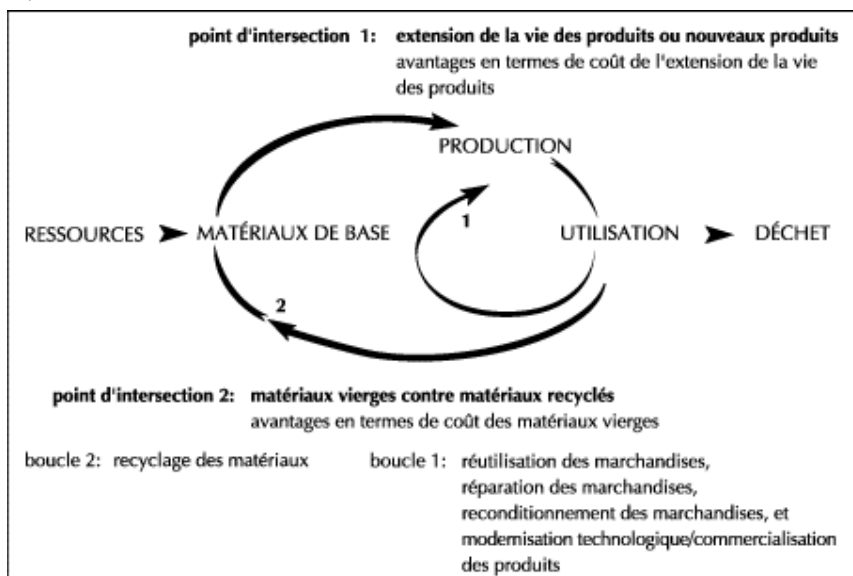 point d'intersection 1: extension de la vie des produits ou nouveaux produits
avantages en termes de coût de l'extension de la vie
des produits
PRODUCTION
1
RESSOURCES
MATÉRIAUX DE BASE
UTILISATION
DÉCHET
2
point d'intersection 2: matériaux vierges contre matériaux recyclés
avantages en termes de coût des matériaux vierges
boucle 2: recyclage des matériaux
boucle 1: réutilisation des marchandises,
réparation des marchandises,
reconditionnement des marchandises, et
modernisation technologique/commercialisation
des produits